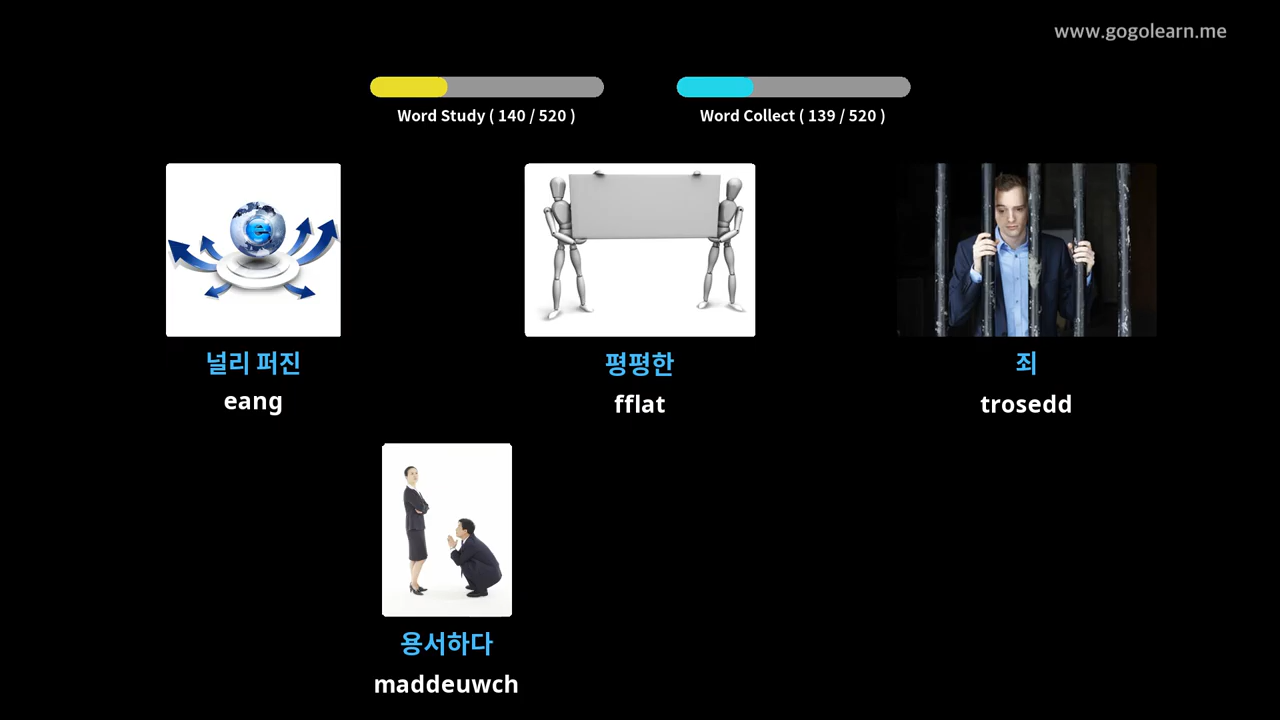 www.gogolearn.me
Word Study ( 140 / 520 )
Word Collect ( 139 / 520 )
e
널리 퍼진
eang
평평한
fflat
죄
trosedd
용서하다
maddeuwch